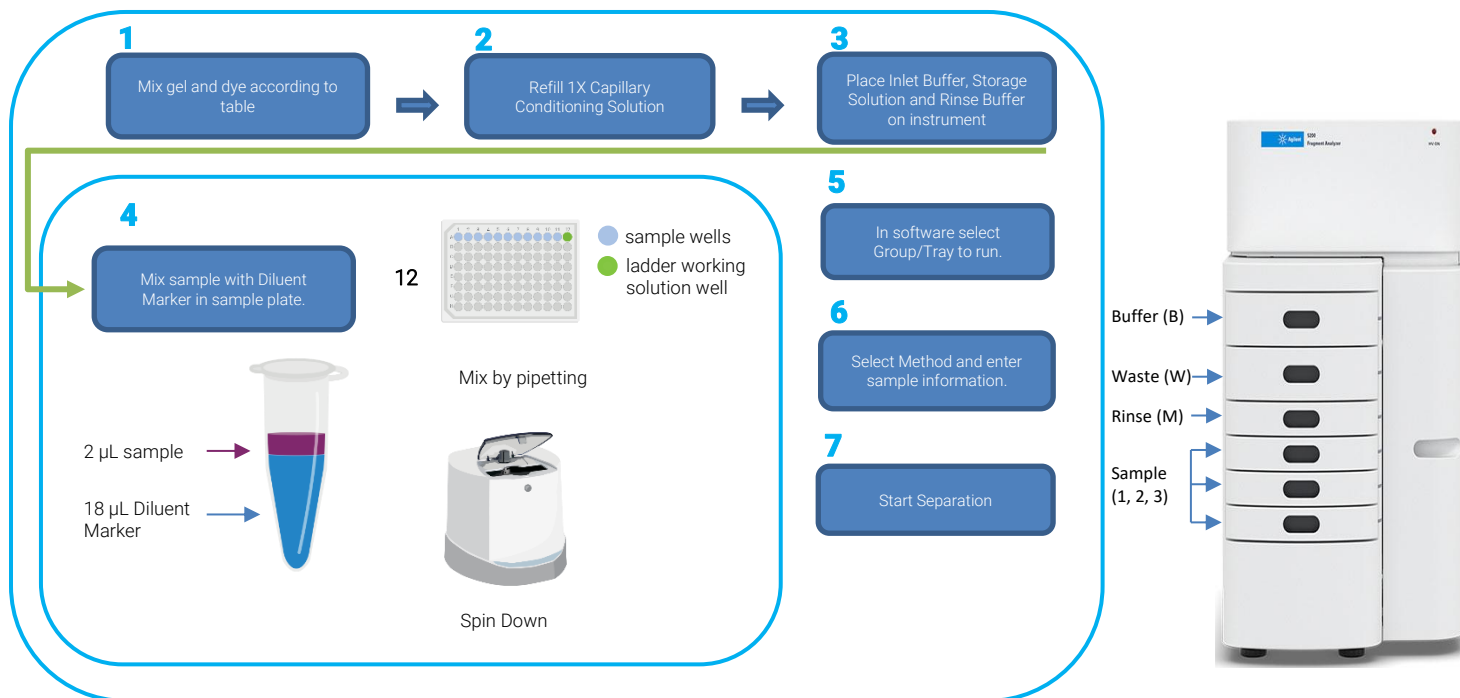 1
Mix gel and dye according to
table
2
Refill 1X Capillary
Conditioning Solution
3
Place Inlet Buffer, Storage
Solution and Rinse Buffer
on instrument
4
Mix sample with Diluent
Marker in sample plate.
12
sample wells
ladder working
solution well
2 µL sample
18 µL Diluent
Marker
Mix by pipetting
Spin Down
5
In software select
Group/Tray to run.
6
Select Method and enter
sample information.
7
Start Separation
Agilent
5200
Fragment Analyzer
Buffer (B)
Waste (W)
Rinse (M)
Sample
(1, 2, 3)